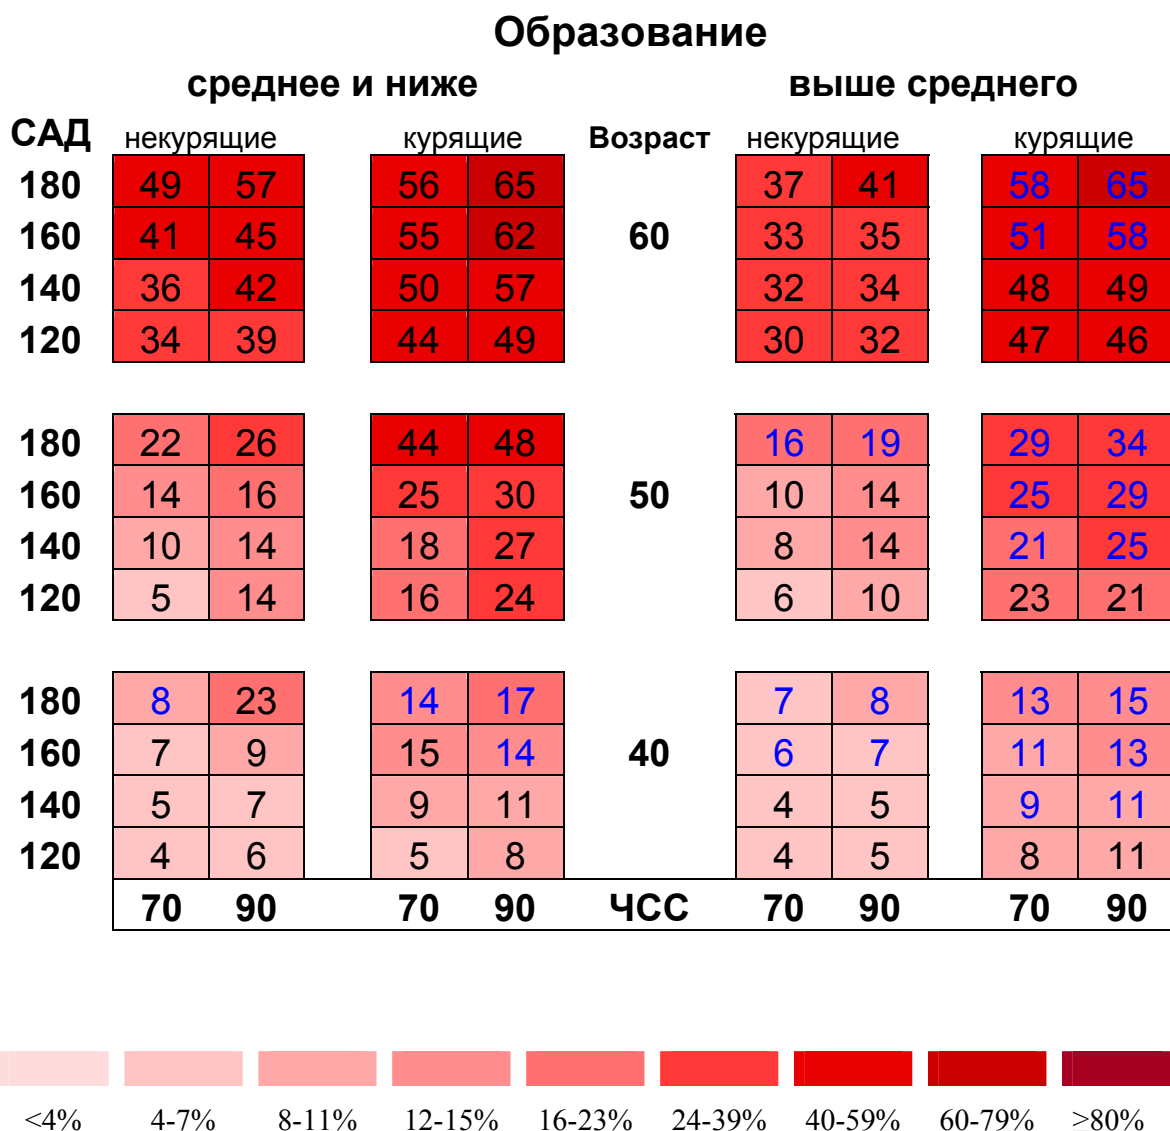 Образование
среднее и ниже выше среднего
САД некурящие курящие Возраст некурящие курящие
180 49 57 56 65 37 41 58 65
160 41 45 55 62 60 33 35 51 58
140 36 42 50 57 32 34 48 49
120 34 39 44 49 30 32 47 46
180 22 26 44 48 16 19 29 34
160 14 16 25 30 50 10 14 25 29
140 10 14 18 27 8 14 21 25
120 5 14 16 24 6 10 23 21
180 8 23 14 17 7 8 13 15
160 7 9 15 14 40 6 7 11 13
140 5 7 9 11 4 5 9 11
120 4 6 5 8 4 5 8 11
70 90 70 90 ЧСС 70 90 70 90
<4% 4-7% 8-11% 12-15% 16-23% 24-39% 40-59% 60-79% ≥80%